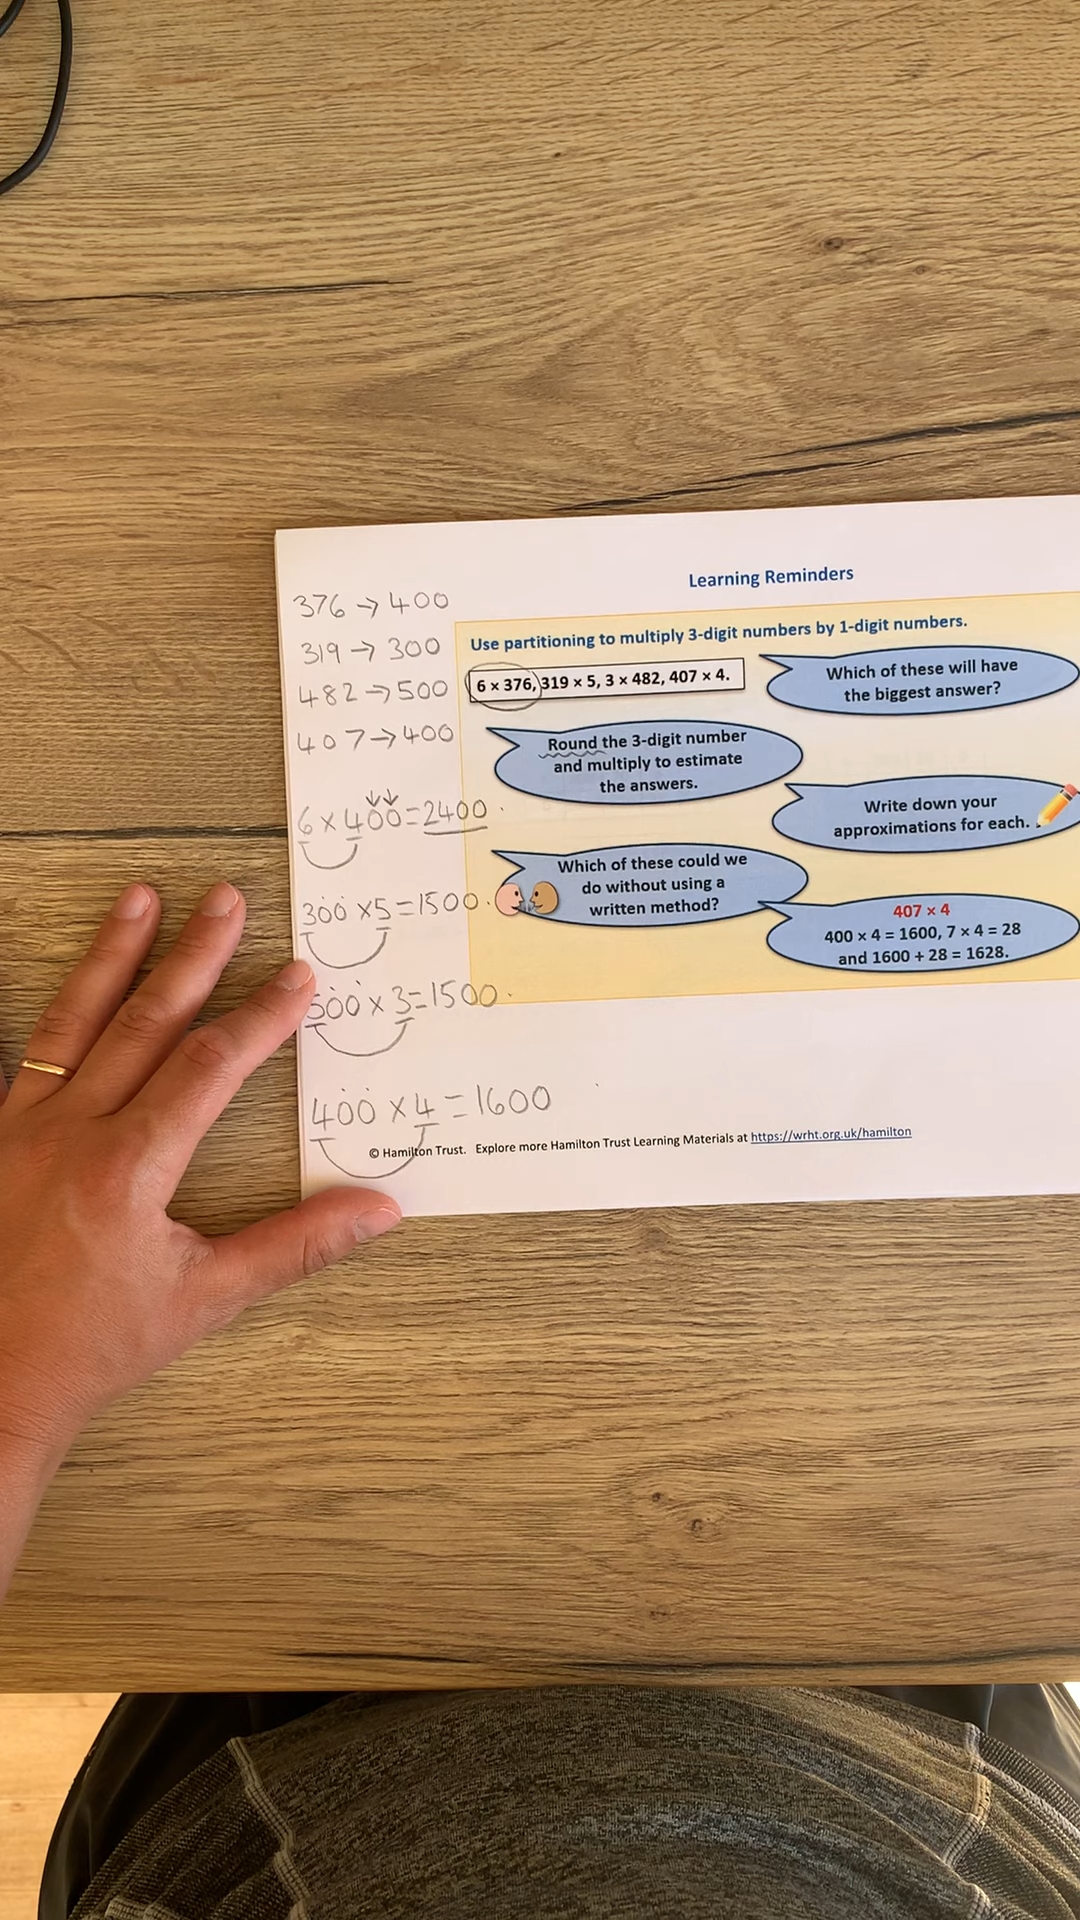 Learning Reminders
Use partitioning to multiply 3-digit numbers by 1-digit numbers.
6 × 376, 319 × 5, 3 × 482, 407 × 4.
Which of these will have
the biggest answer?
Round the 3-digit number
and multiply to estimate
the answers.
Write down your
approximations for each.
Which of these could we
do without using a
written method?
407 × 4
400 × 4 = 1600, 7 × 4 = 28
and 1600 + 28 = 1628.
376 → 400
319 → 300
482 → 500
407 → 400
6 × 400 = 2400
300 × 5 = 1500
500 × 3 = 1500
400 × 4 = 1600
© Hamilton Trust. Explore more Hamilton Trust Learning Materials at https://wrht.org.uk/hamilton